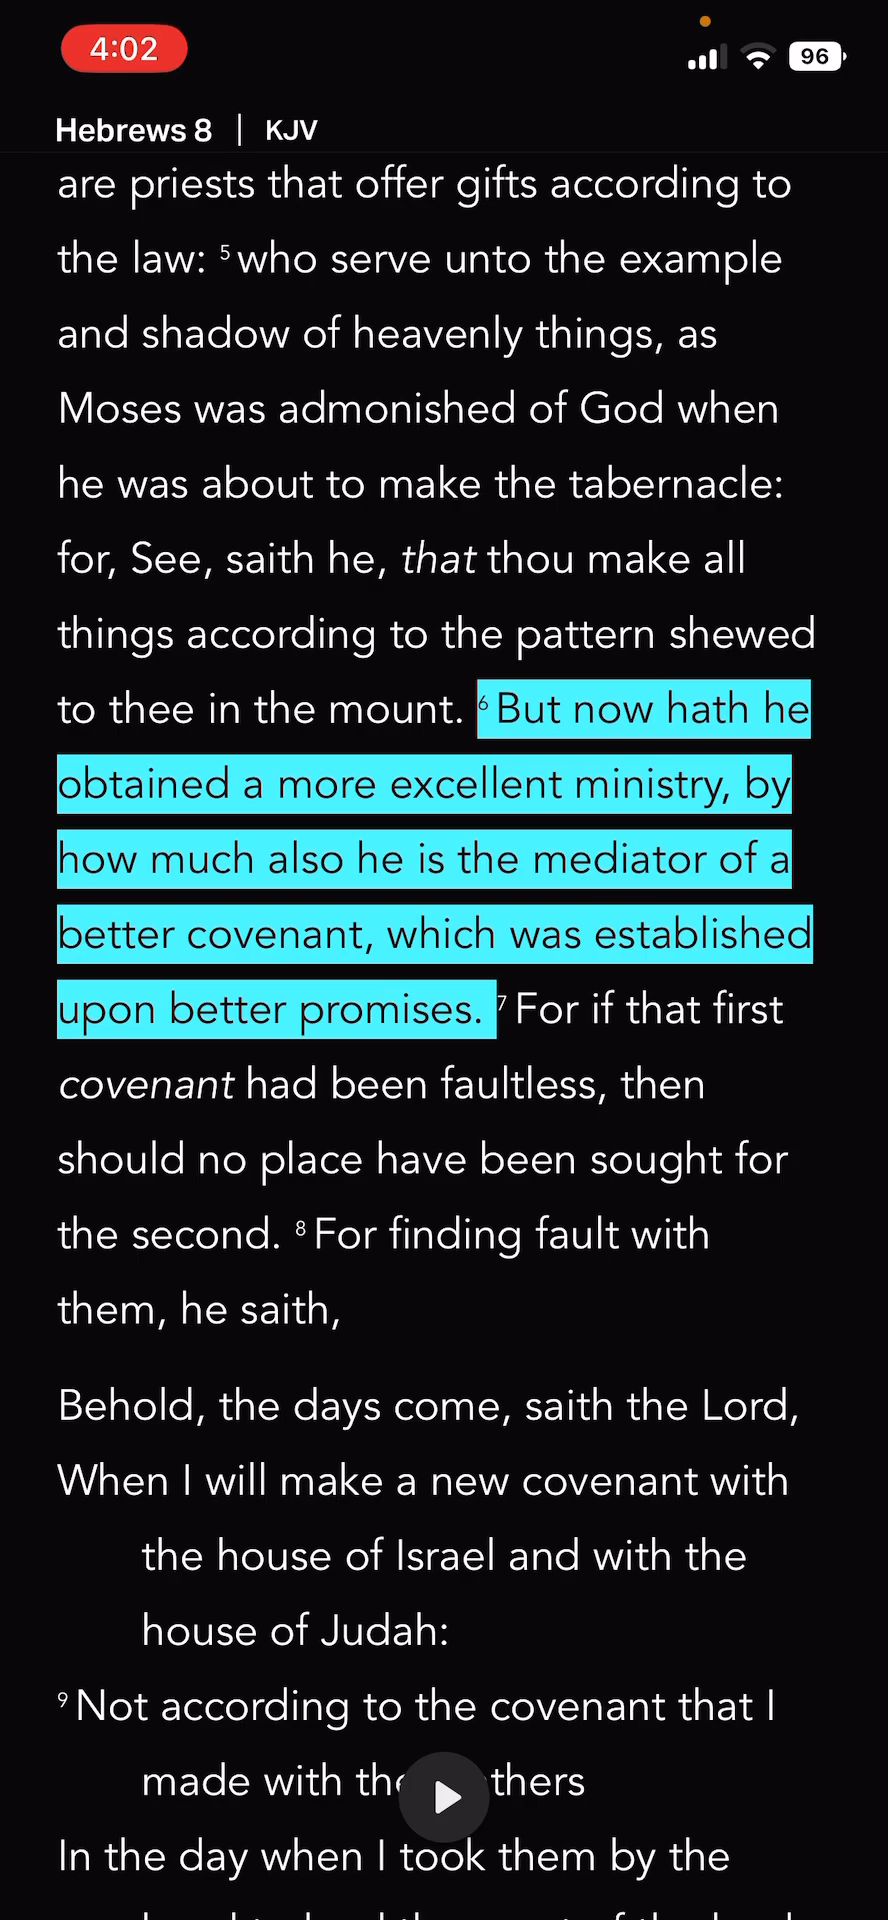 4:02
96
Hebrews 8 | KJV
are priests that offer gifts according to
the law: 5 who serve unto the example
and shadow of heavenly things, as
Moses was admonished of God when
he was about to make the tabernacle:
for, See, saith he, that thou make all
things according to the pattern shewed
to thee in the mount. 6 But now hath he
obtained a more excellent ministry, by
how much also he is the mediator of a
better covenant, which was established
upon better promises. 7 For if that first
covenant had been faultless, then
should no place have been sought for
the second. 8 For finding fault with
them, he saith,
Behold, the days come, saith the Lord,
When I will make a new covenant with
the house of Israel and with the
house of Judah:
9 Not according to the covenant that I
made with
In the day when I took them by the